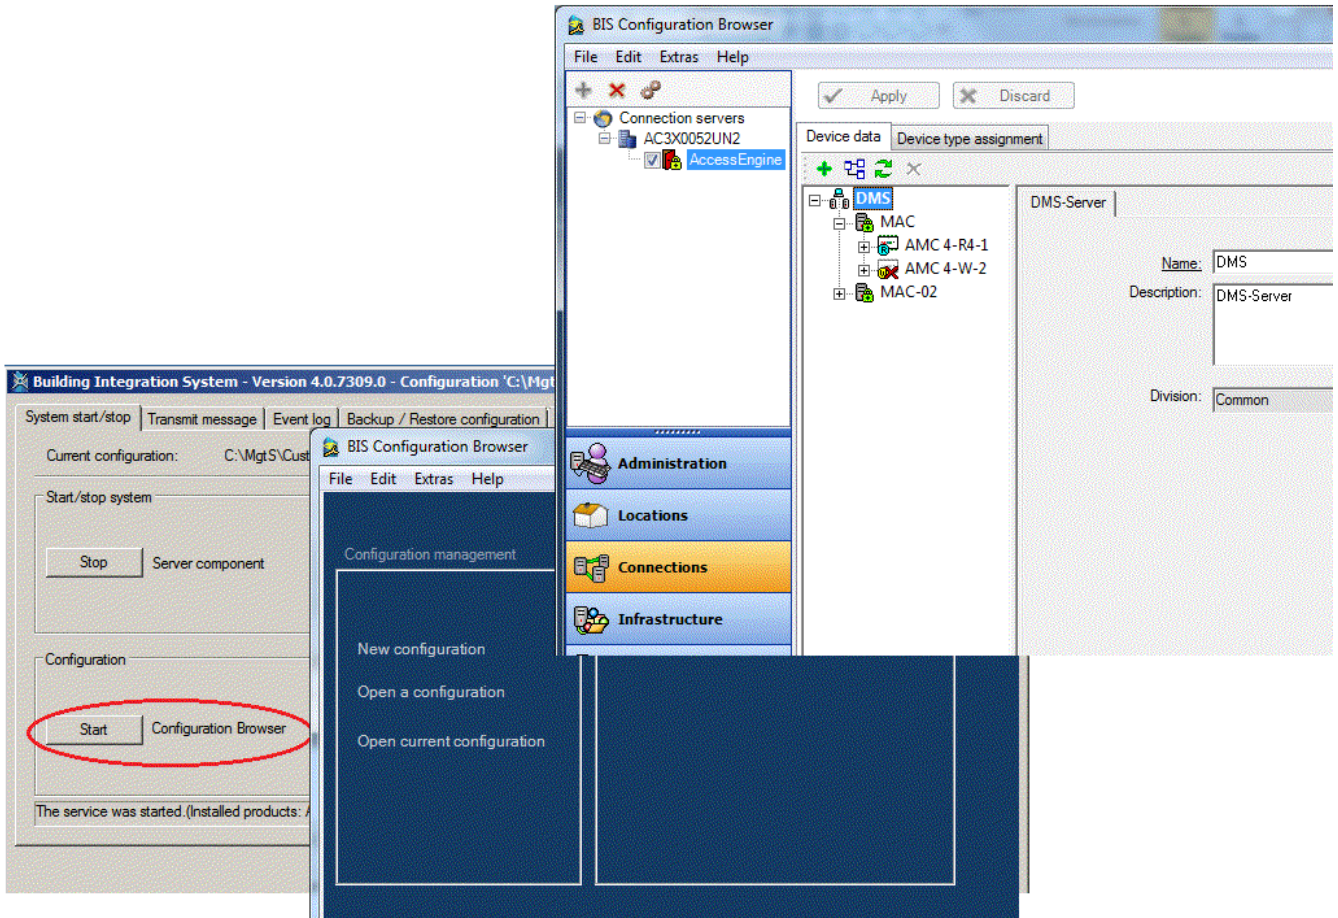 BIS Configuration Browser
File Edit Extras Help
Apply Discard
Connection servers
AC3X0052UN2
AccessEngine
Device data Device type assignment
DMS
MAC
AMC 4-R4-1
AMC 4-W-2
MAC-02
DMS-Server
Name: DMS
Description: DMS-Server
Division: Common
Administration
Locations
Connections
Infrastructure
Building Integration System - Version 4.0.7309.0 - Configuration 'C:\Mgt
System start/stop Transmit message Event log Backup / Restore configuration
Current configuration: C:\MgtS\Cust
Start/stop system
Stop Server component
Configuration
Start Configuration Browser
The service was started.(Installed products:
BIS Configuration Browser
File Edit Extras Help
Configuration management
New configuration
Open a configuration
Open current configuration